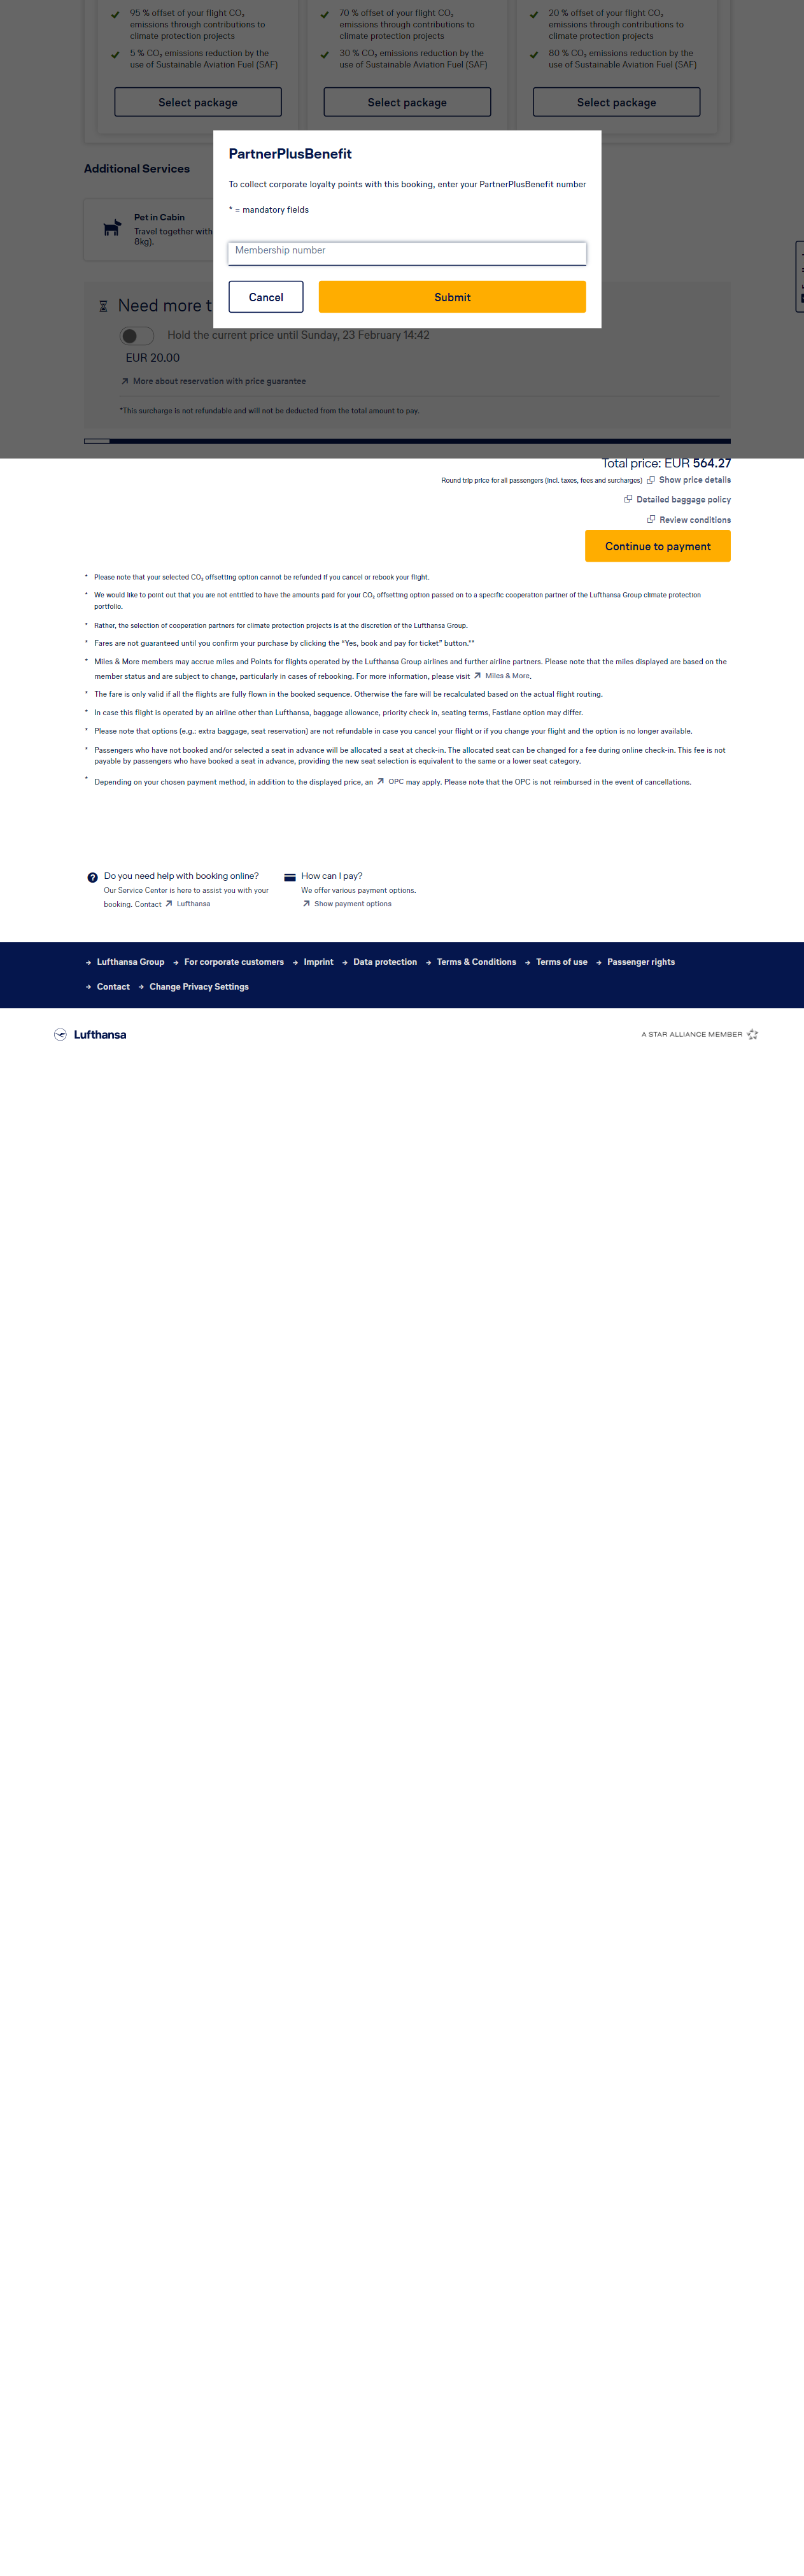 95 % offset of your flight CO₂
emissions through contributions to
climate protection projects
5 % CO₂ emissions reduction by the
use of Sustainable Aviation Fuel (SAF)
Select package
70 % offset of your flight CO₂
emissions through contributions to
climate protection projects
30 % CO₂ emissions reduction by the
use of Sustainable Aviation Fuel (SAF)
Select package
20 % offset of your flight CO₂
emissions through contributions to
climate protection projects
80 % CO₂ emissions reduction by the
use of Sustainable Aviation Fuel (SAF)
Select package
Additional Services
Pet in Cabin
Travel together with
8kg).
PartnerPlusBenefit
To collect corporate loyalty points with this booking, enter your PartnerPlusBenefit number
* = mandatory fields
Membership number
Cancel
Submit
Need more t
Hold the current price until Sunday, 23 February 14:42
EUR 20.00
More about reservation with price guarantee
*This surcharge is not refundable and will not be deducted from the total amount to pay.
Total price: EUR 564.27
Round trip price for all passengers (incl. taxes, fees and surcharges) Show price details
Detailed baggage policy
Review conditions
Continue to payment
* Please note that your selected CO₂ offsetting option cannot be refunded if you cancel or rebook your flight.
* We would like to point out that you are not entitled to have the amounts paid for your CO₂ offsetting option passed on to a specific cooperation partner of the Lufthansa Group climate protection
portfolio.
* Rather, the selection of cooperation partners for climate protection projects is at the discretion of the Lufthansa Group.
* Fares are not guaranteed until you confirm your purchase by clicking the “Yes, book and pay for ticket” button."*
* Miles & More members may accrue miles and Points for flights operated by the Lufthansa Group airlines and further airline partners. Please note that the miles displayed are based on the
member status and are subject to change, particularly in cases of rebooking. For more information, please visit Miles & More.
* The fare is only valid if all the flights are fully flown in the booked sequence. Otherwise the fare will be recalculated based on the actual flight routing.
* In case this flight is operated by an airline other than Lufthansa, baggage allowance, priority check in, seating terms, Fastlane option may differ.
* Please note that options (e.g.: extra baggage, seat reservation) are not refundable in case you cancel your flight or if you change your flight and the option is no longer available.
* Passengers who have not booked and/or selected a seat in advance will be allocated a seat at check-in. The allocated seat can be changed for a fee during online check-in. This fee is not
payable by passengers who have booked a seat in advance, providing the new seat selection is equivalent to the same or a lower seat category.
* Depending on your chosen payment method, in addition to the displayed price, an OPC may apply. Please note that the OPC is not reimbursed in the event of cancellations.
Do you need help with booking online?
Our Service Center is here to assist you with your
booking. Contact Lufthansa
How can I pay?
We offer various payment options.
Show payment options
Lufthansa Group For corporate customers Imprint Data protection Terms & Conditions Terms of use Passenger rights
Contact Change Privacy Settings
Lufthansa
A STAR ALLIANCE MEMBER